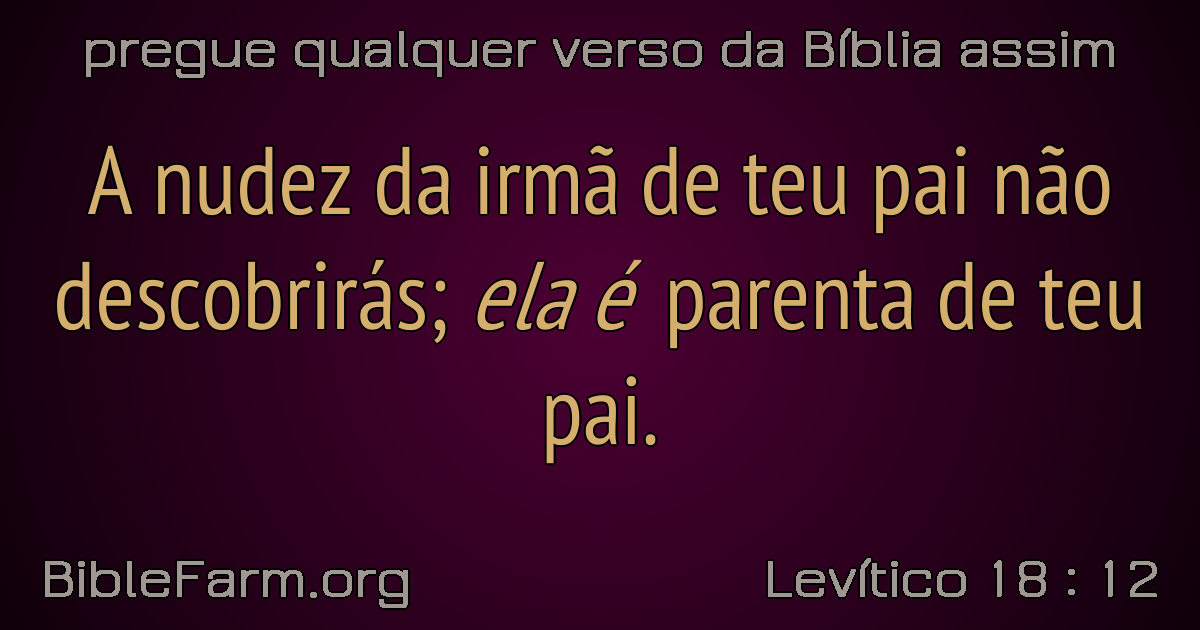 pregue qualquer verso da Bíblia assim
A nudez da irmã de teu pai não
descobrirás; ela é parenta de teu
pai.
BibleFarm.org
Levítico 18 : 12